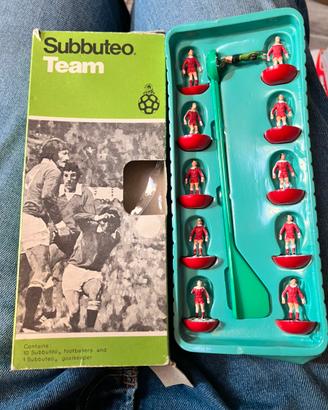 Subbuteo®
Team
Contains:
10 Subbuteo® footballers and
1 Subbuteo® goalkeeper